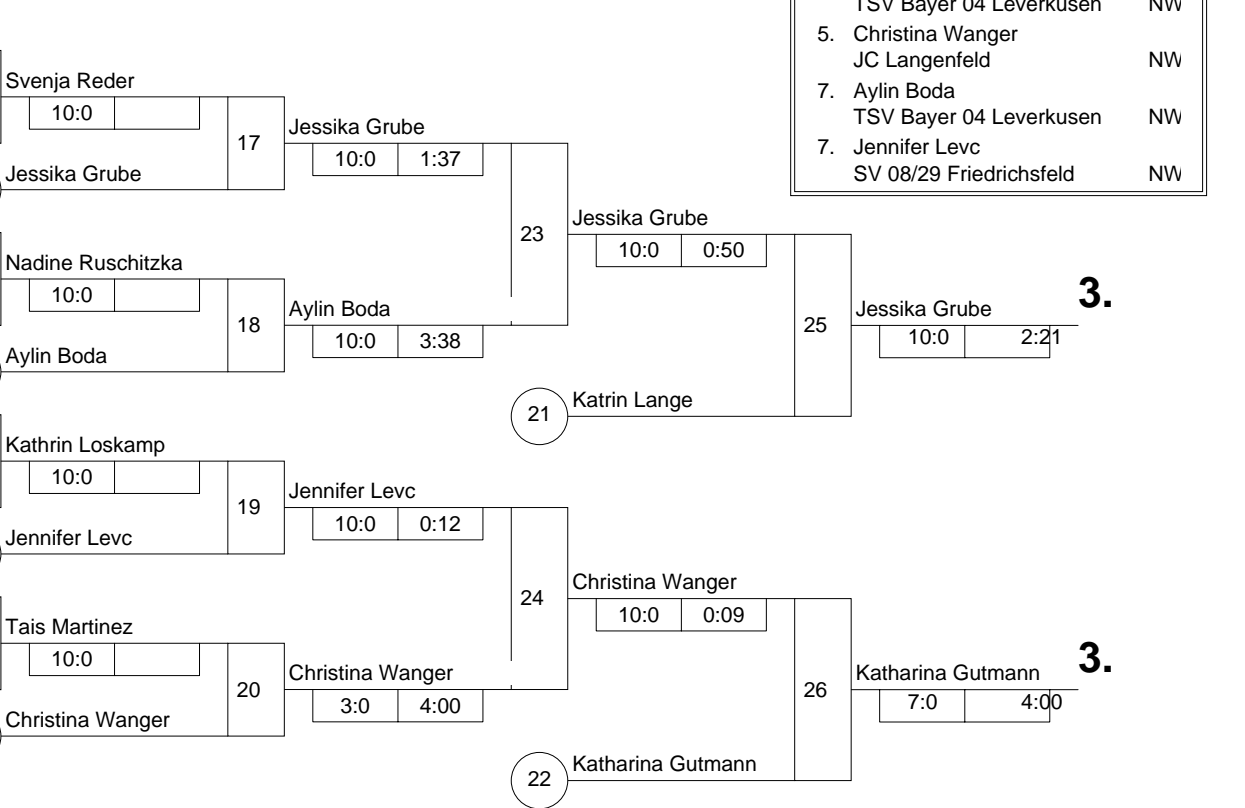 TSV Bayer 04 Leverkusen NW
5. Christina Wanger
JC Langenfeld NW
7. Aylin Boda
TSV Bayer 04 Leverkusen NW
7. Jennifer Levc
SV 08/29 Friedrichsfeld NW
Svenja Reder
10:0
17
Jessika Grube
Jessika Grube
10:0 1:37
23
Jessika Grube
10:0 0:50
Nadine Ruschitzka
10:0
18
Aylin Boda
Aylin Boda
10:0 3:38
25
Jessika Grube
3.
10:0 2:21
21
Katrin Lange
Kathrin Loskamp
10:0
19
Jennifer Levc
Jennifer Levc
10:0 0:12
24
Christina Wanger
10:0 0:09
Tais Martinez
10:0
20
Christina Wanger
Christina Wanger
3:0 4:00
26
Katharina Gutmann
3.
7:0 4:00
22
Katharina Gutmann